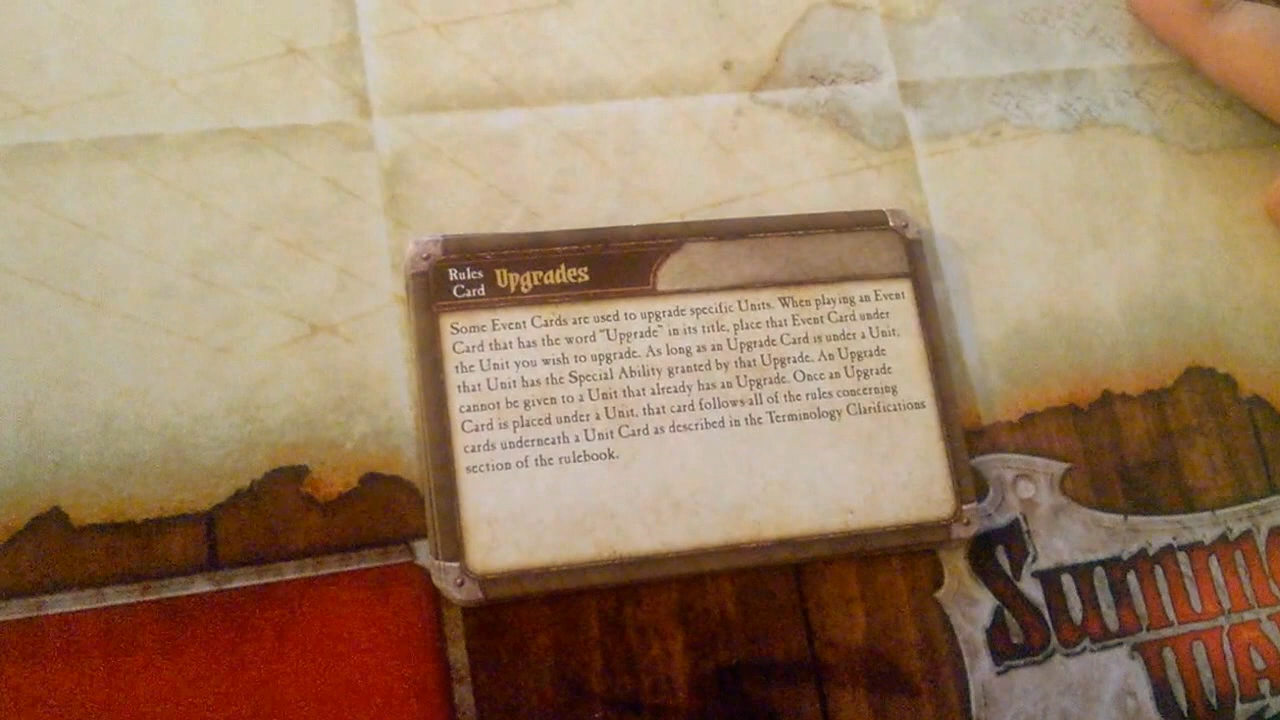 Rules
Card
Upgrades
Some Event Cards are used to upgrade specific Units. When playing an Event
Card that has the word "Upgrade" in its title, place that Event Card under
the Unit you wish to upgrade. As long as an Upgrade Card is under a Unit,
that Unit has the Special Ability granted by that Upgrade. An Upgrade
cannot be given to a Unit that already has an Upgrade. Once an Upgrade
Card is placed under a Unit, that card follows all of the rules concerning
cards underneath a Unit Card as described in the Terminology Clarifications
section of the rulebook.
Summo
WA